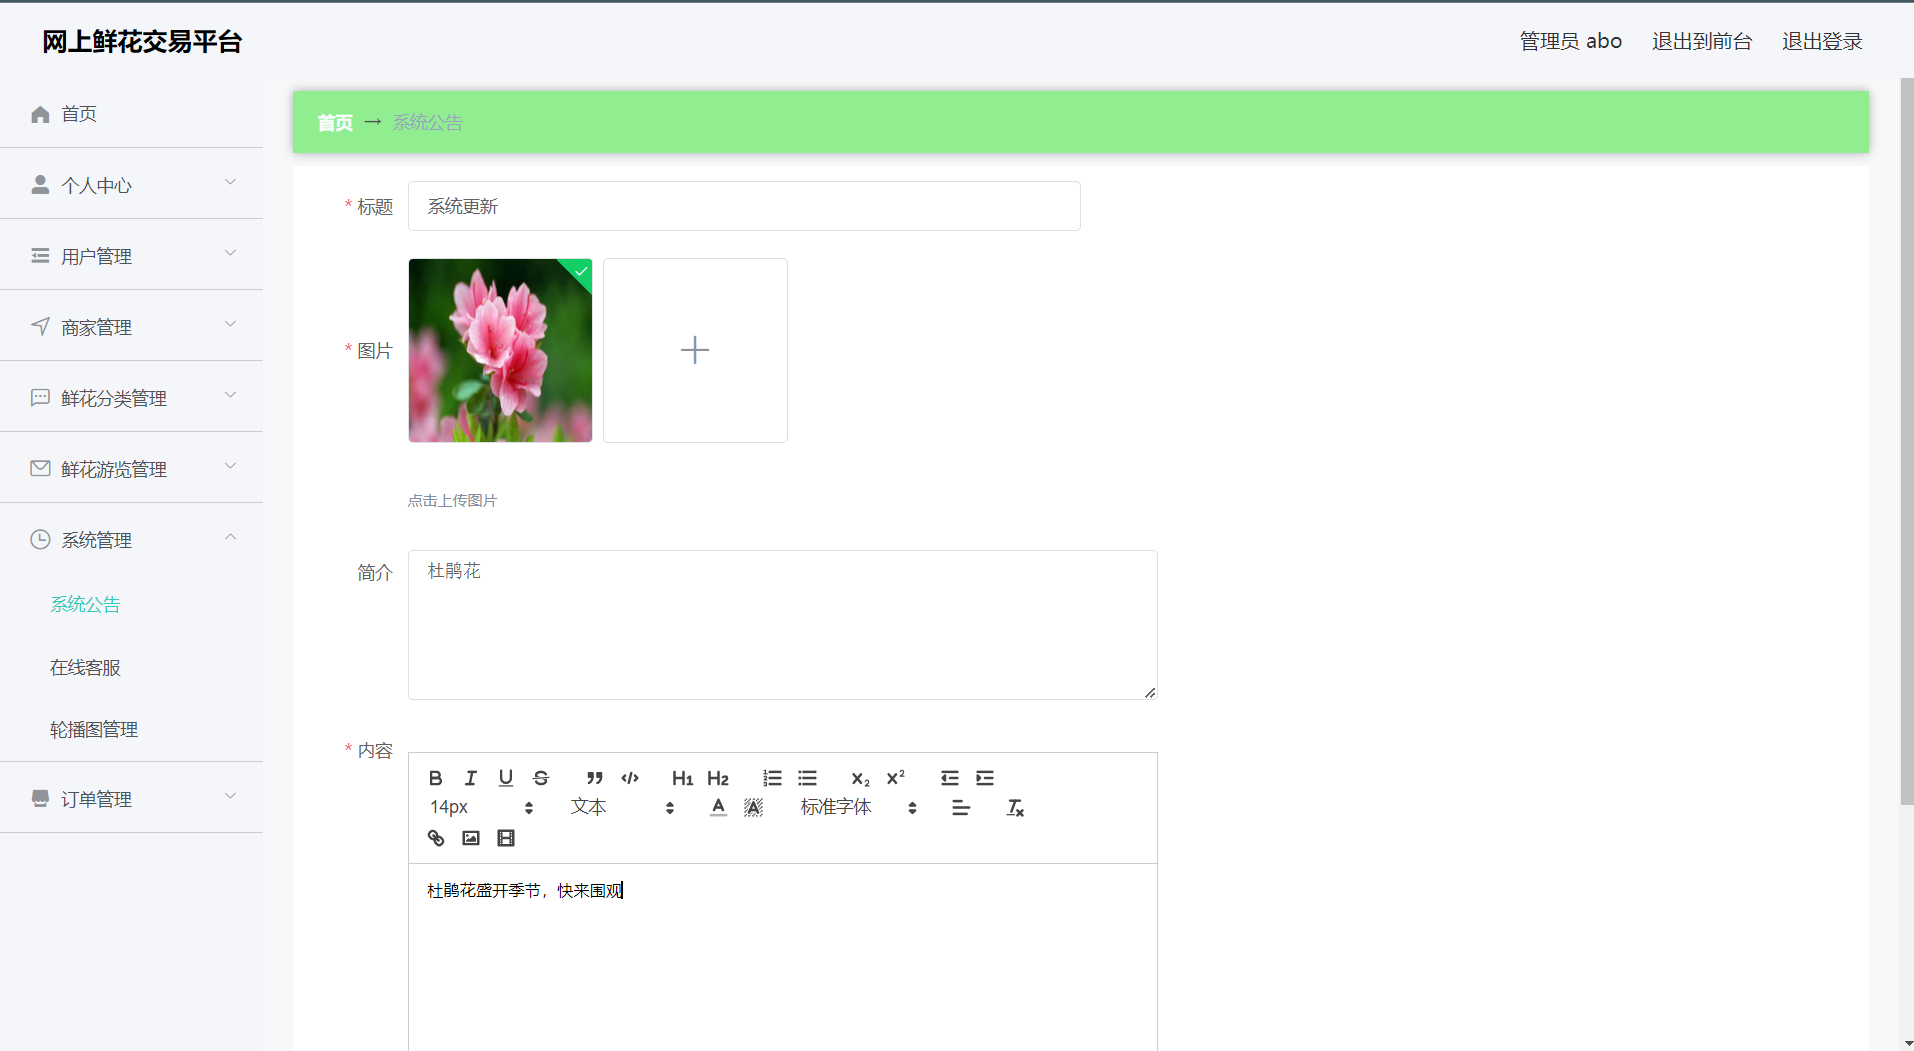 网上鲜花交易平台
管理员 abo 退出到前台 退出登录
首页
个人中心
用户管理
商家管理
鲜花分类管理
鲜花游览管理
系统管理
系统公告
在线客服
轮播图管理
订单管理
首页 → 系统公告
* 标题 系统更新
* 图片
点击上传图片
简介 杜鹃花
* 内容
B I U S ” </> H1 H2 X₂ X²
14px 文本 A A 标准字体
杜鹃花盛开季节，快来围观